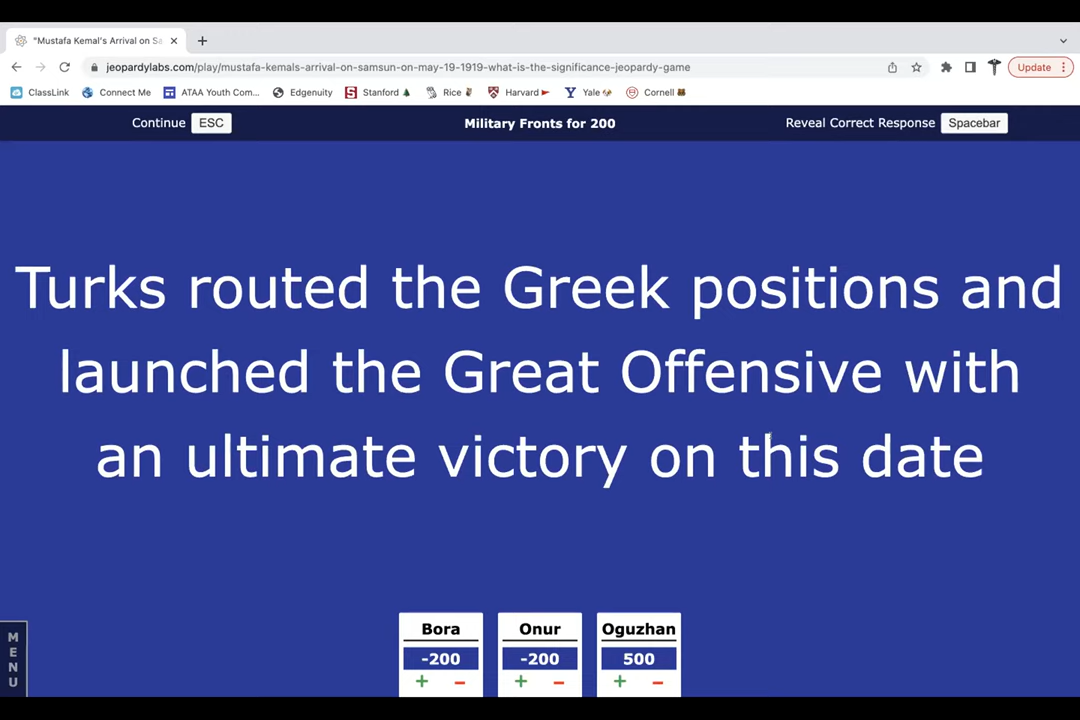 "Mustafa Kemal's Arrival on Sa
jeopardylabs.com/play/mustafa-kemals-arrival-on-samsun-on-may-19-1919-what-is-the-significance-jeopardy-game
Update
ClassLink Connect Me ATAA Youth Com... Edgenuity Stanford Rice Harvard Yale Cornell
Continue ESC Military Fronts for 200 Reveal Correct Response Spacebar
Turks routed the Greek positions and
launched the Great Offensive with
an ultimate victory on this date
MENU
Bora Onur Oguzhan
-200 -200 500
+ − + − + −